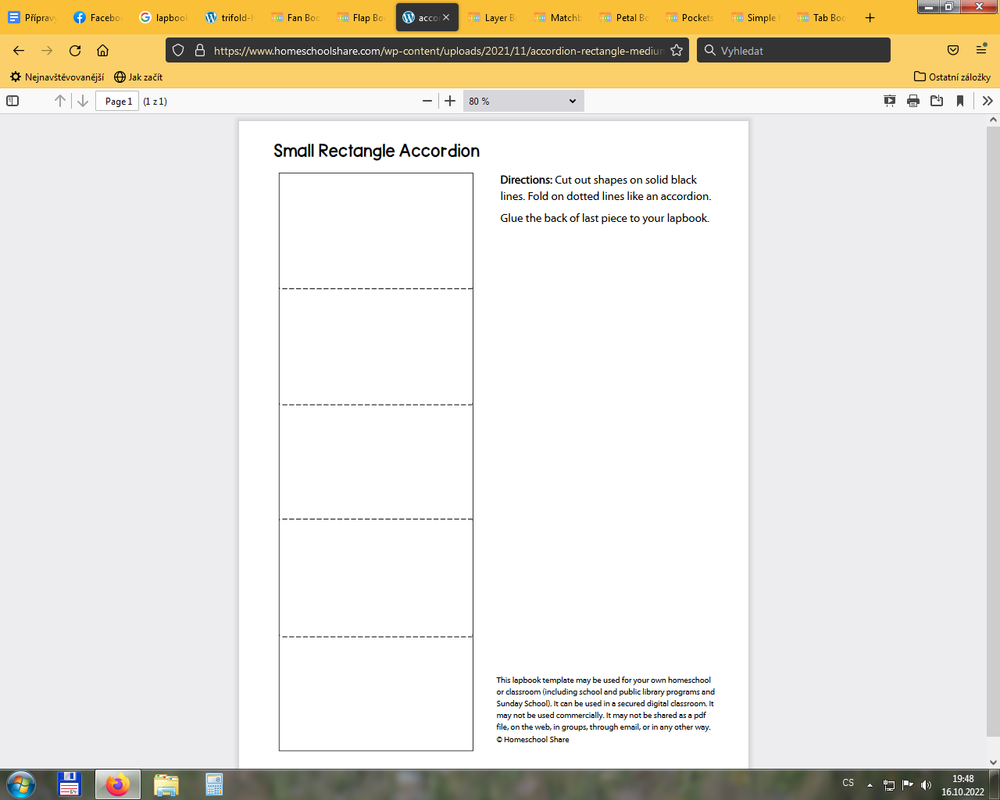 Přípravy
Facebo
lapbool
trifold-
Fan Boo
Flap Bo
accor
Layer B
Matchb
Petal Bo
Pockets
Simple
Tab Boo
https://www.homeschoolshare.com/wp-content/uploads/2021/11/accordion-rectangle-medium
Vyhledat
Nejnavštěvovanější
Jak začít
Ostatní záložky
Page 1
(1 z 1)
80 %
Small Rectangle Accordion
Directions: Cut out shapes on solid black
lines. Fold on dotted lines like an accordion.
Glue the back of last piece to your lapbook.
This lapbook template may be used for your own homeschool
or classroom (including school and public library programs and
Sunday School). It can be used in a secured digital classroom. It
may not be used commercially. It may not be shared as a pdf
file, on the web, in groups, through email, or in any other way.
© Homeschool Share
64
CS
19:48
16.10.2022